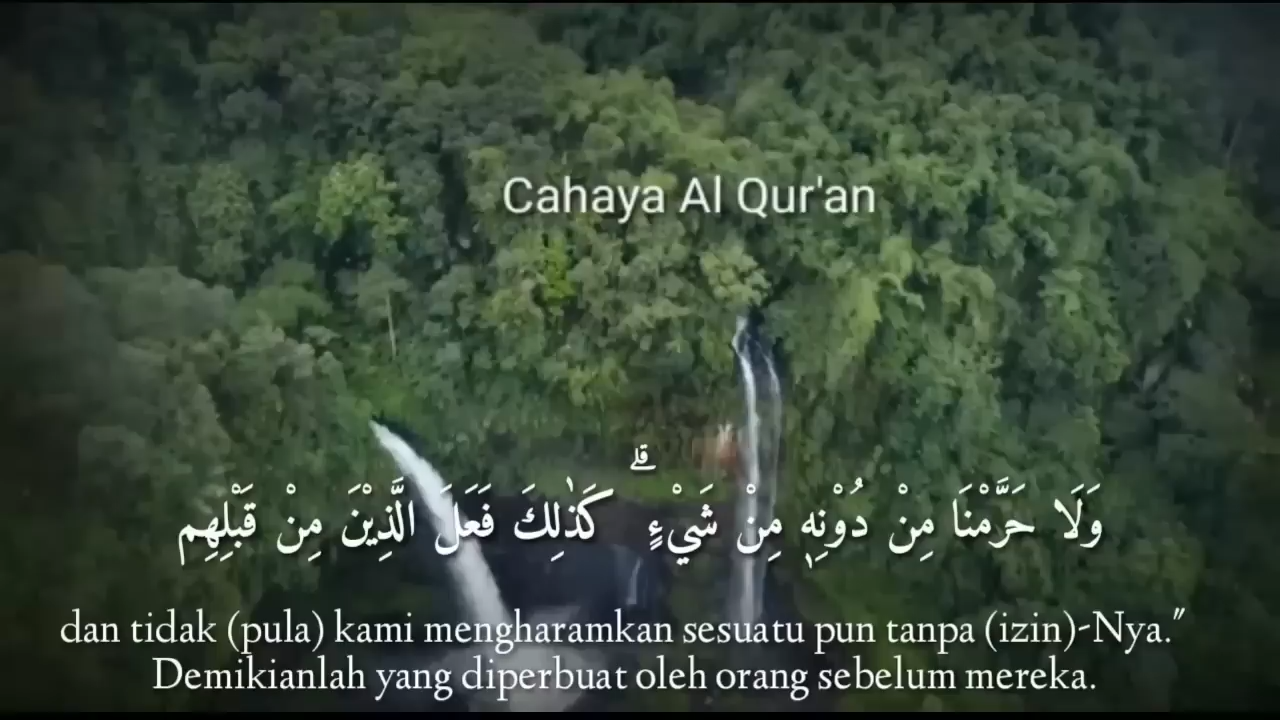 Cahaya Al Qur'an
وَلَا حَرَّمْنَا مِنْ دُوْنِهٖ مِنْ شَيْءٍ ۗ كَذٰلِكَ فَعَلَ الَّذِيْنَ مِنْ قَبْلِهِم
dan tidak (pula) kami mengharamkan sesuatu pun tanpa (izin)-Nya."
Demikianlah yang diperbuat oleh orang sebelum mereka.